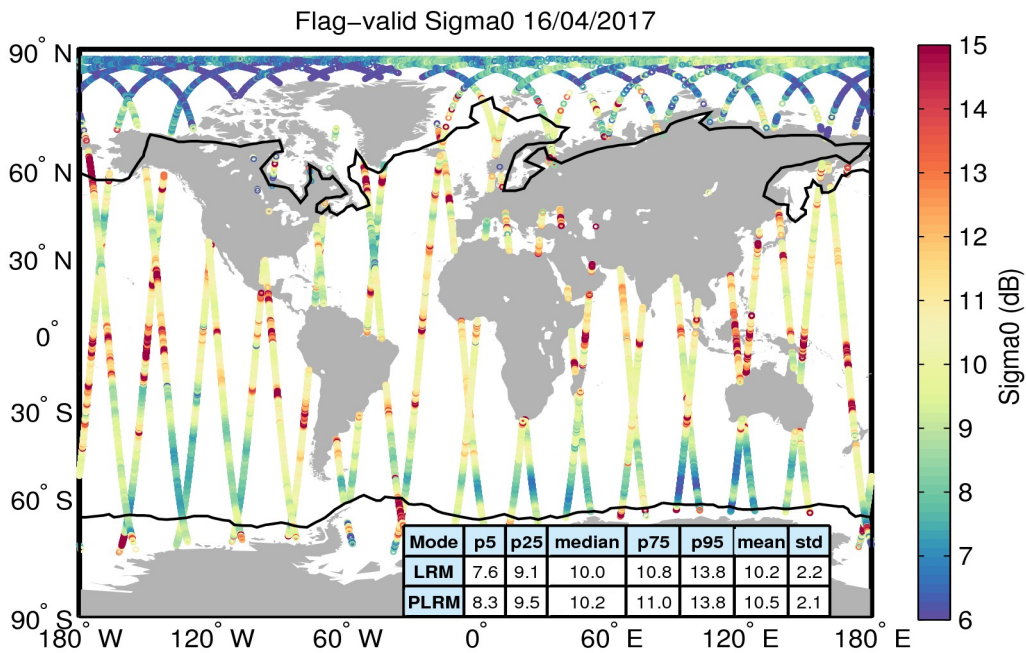 Flag−valid Sigma0 16/04/2017
90° N
60° N
30° N
0°
30° S
60° S
90° S
180° W
120° W
60° W
0°
60° E
120° E
180° E
15
14
13
12
11
10
9
8
7
6
Sigma0 (dB)
Mode p5 p25 median p75 p95 mean std
LRM 7.6 9.1 10.0 10.8 13.8 10.2 2.2
PLRM 8.3 9.5 10.2 11.0 13.8 10.5 2.1